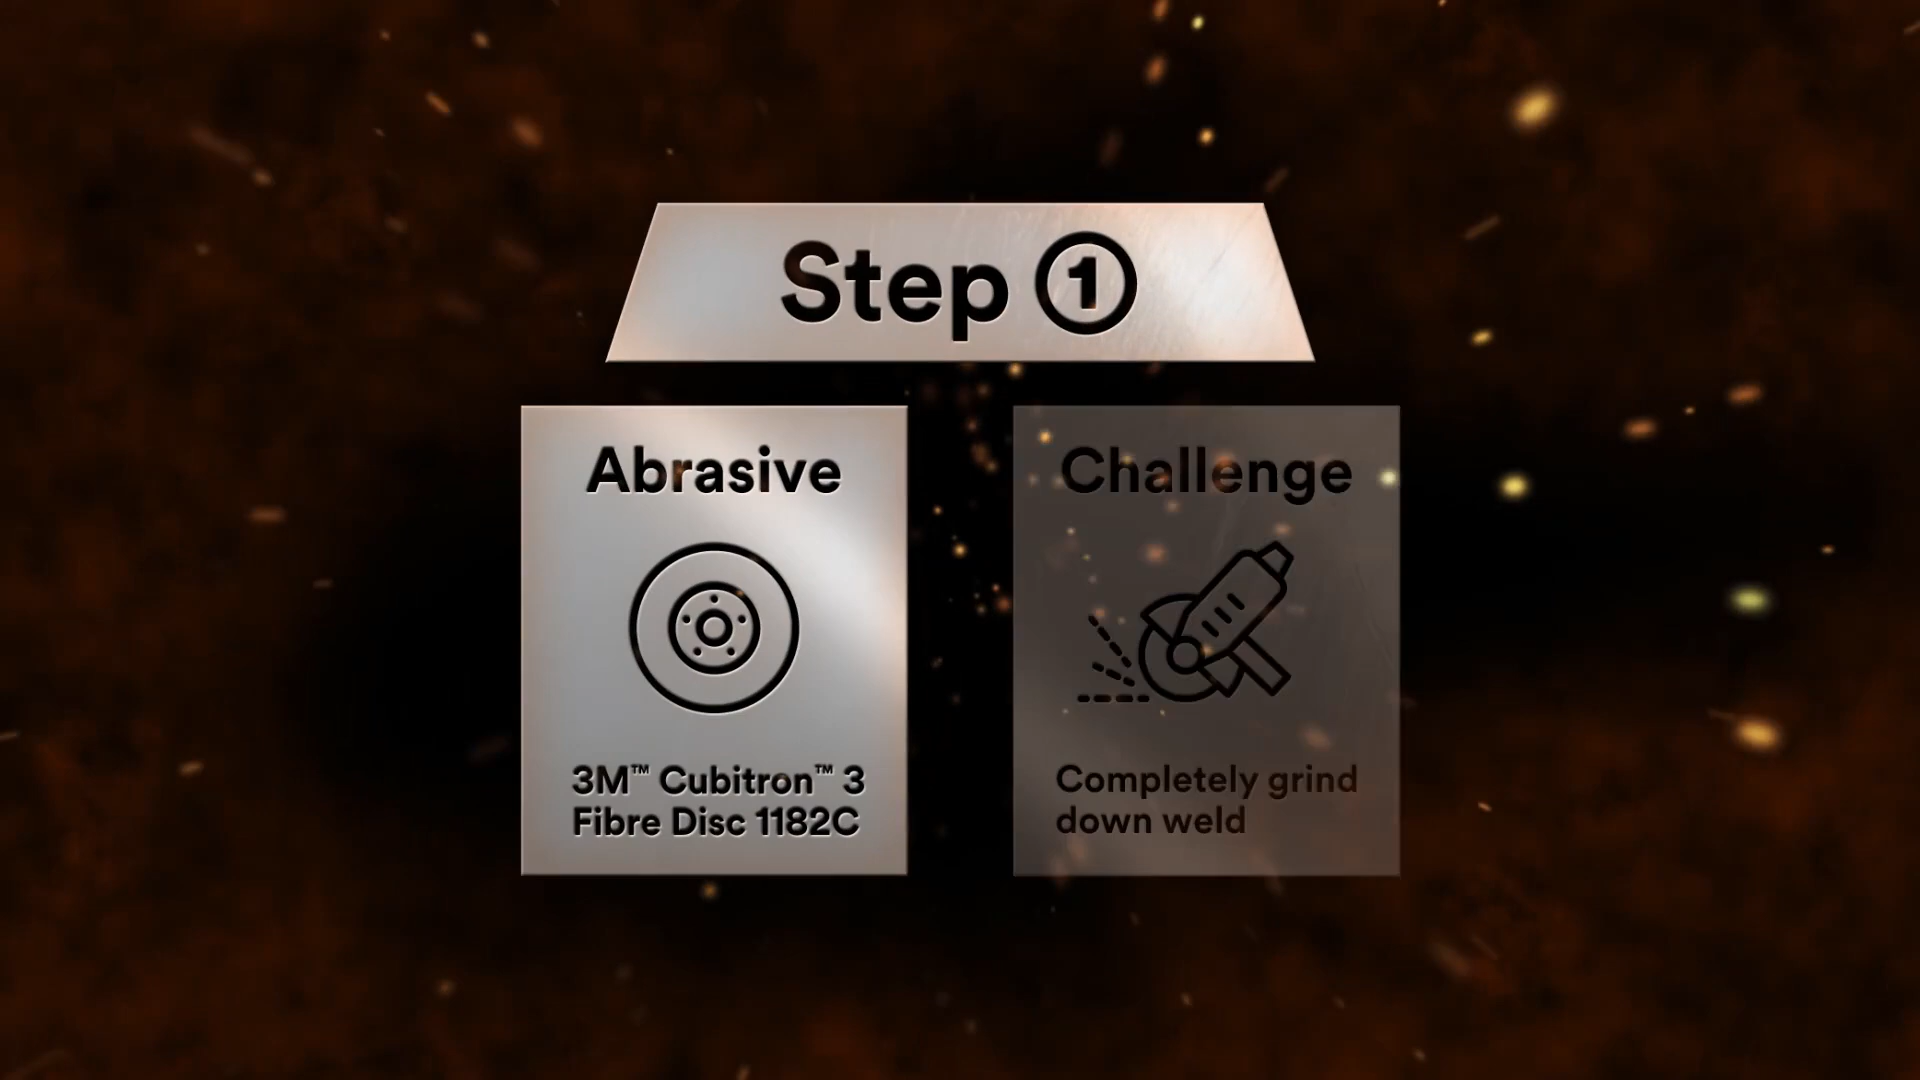 Step 1
Abrasive
3M™ Cubitron™ 3
Fibre Disc 1182C
Challenge
Completely grind
down weld